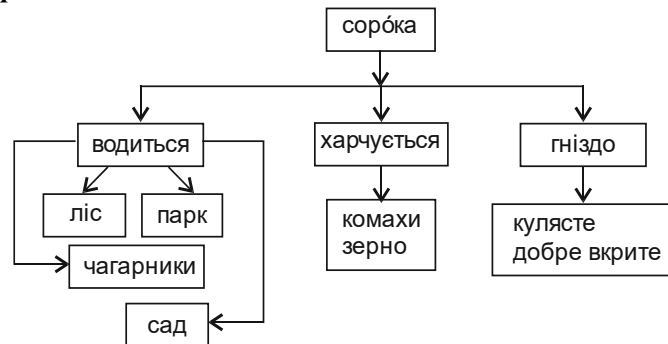 соро́ка
водиться
харчується
гніздо
ліс
парк
комахи
зерно
кулясте
добре вкрите
чагарники
сад